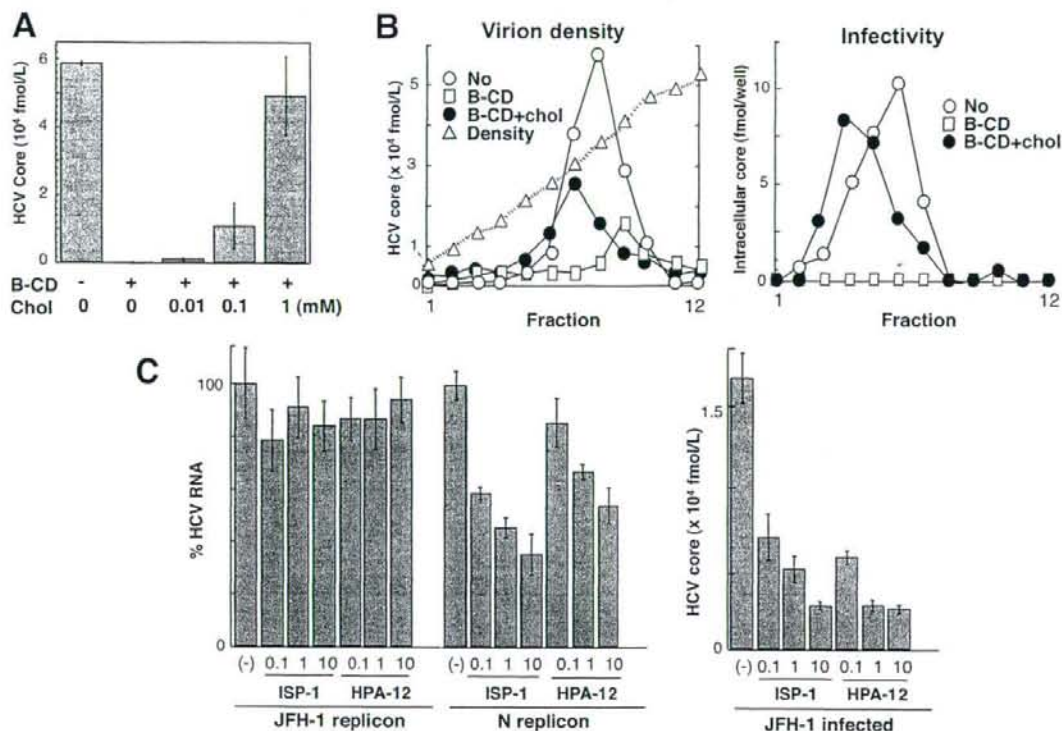 A
HCV Core (10⁴ fmol/L)
6
4
2
0
B-CD - + + + +
Chol 0 0 0.01 0.1 1 (mM)
B
Virion density
No
B-CD
B-CD+chol
Density
HCV core (x 10⁴ fmol/L)
5
3
1
0
1 12
Fraction
Infectivity
No
B-CD
B-CD+chol
Intracellular core (fmol/well)
10
5
0
1 12
Fraction
C
% HCV RNA
100
0
(-) 0.1 1 10 0.1 1 10
ISP-1 HPA-12
JFH-1 replicon
(-) 0.1 1 10 0.1 1 10
ISP-1 HPA-12
N replicon
HCV core (x 10⁴ fmol/L)
1.5
0
(-) 0.1 1 10 0.1 1 10
ISP-1 HPA-12
JFH-1 infected